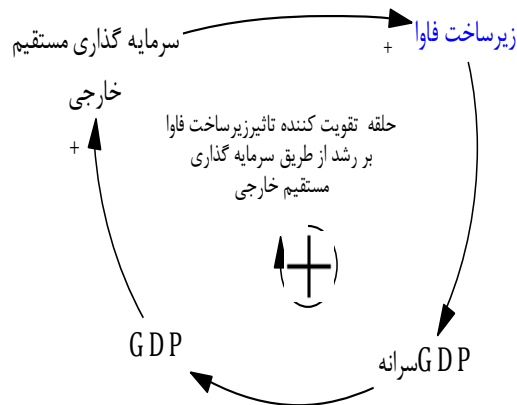 سرمایه گذاری مستقیم
خارجی
+
زیرساخت فاوا
+
حلقه تقویت کننده تاثیرزیرساخت فاوا
بر رشد از طریق سرمایه گذاری
مستقیم خارجی
GDP
GDPسرانه